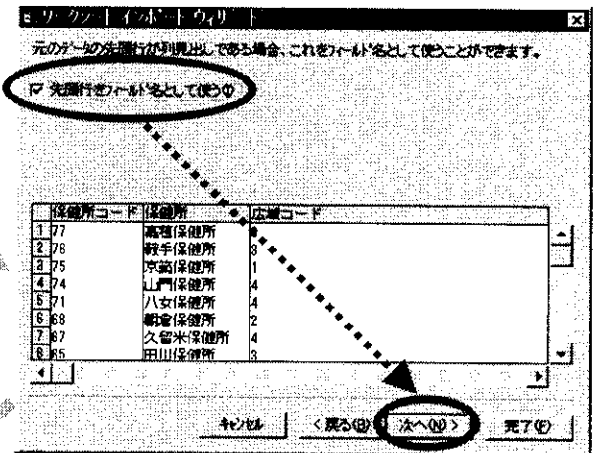 ワークシート インポート ウィザード
元のデータの先頭行が列見出しである場合、これをフィールド名として使うことができます。
先頭行をフィールド名として使う(I)
保健所コード 保健所 広域コード
1 77 嘉穂保健所
2 76 鞍手保健所 3
3 75 京築保健所 1
4 74 山門保健所 4
5 71 八女保健所 4
6 68 朝倉保健所 2
7 67 久留米保健所 4
8 65 田川保健所 3
キャンセル <戻る(B) 次へ(N)> 完了(F)